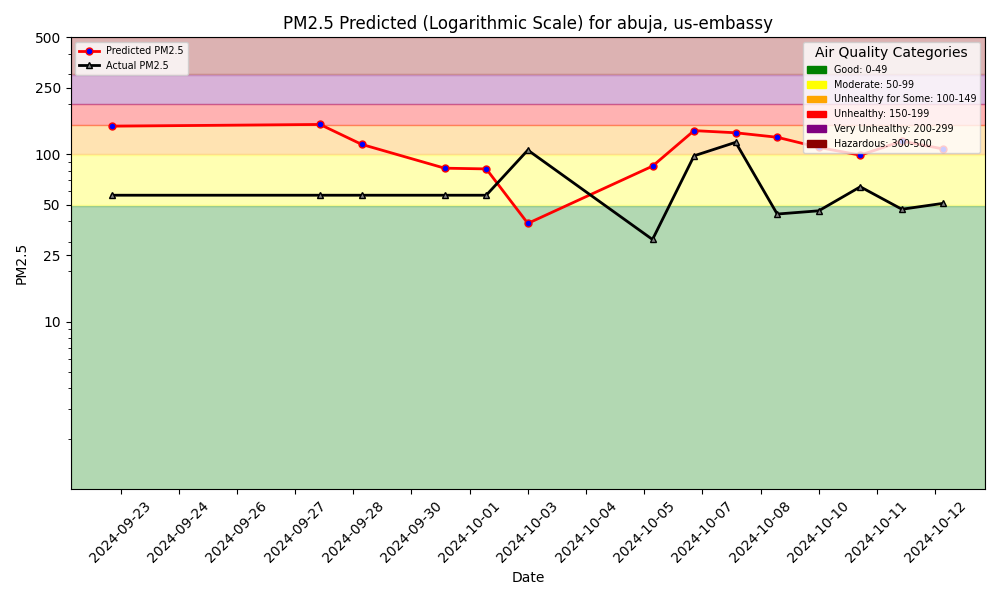 PM2.5 Predicted (Logarithmic Scale) for abuja, us-embassy
500
250
100
50
25
10
PM2.5
Predicted PM2.5
Actual PM2.5
Air Quality Categories
Good: 0-49
Moderate: 50-99
Unhealthy for Some: 100-149
Unhealthy: 150-199
Very Unhealthy: 200-299
Hazardous: 300-500
2024-09-23
2024-09-24
2024-09-26
2024-09-27
2024-09-28
2024-09-30
2024-10-01
2024-10-03
2024-10-04
2024-10-05
2024-10-07
2024-10-08
2024-10-10
2024-10-11
2024-10-12
Date